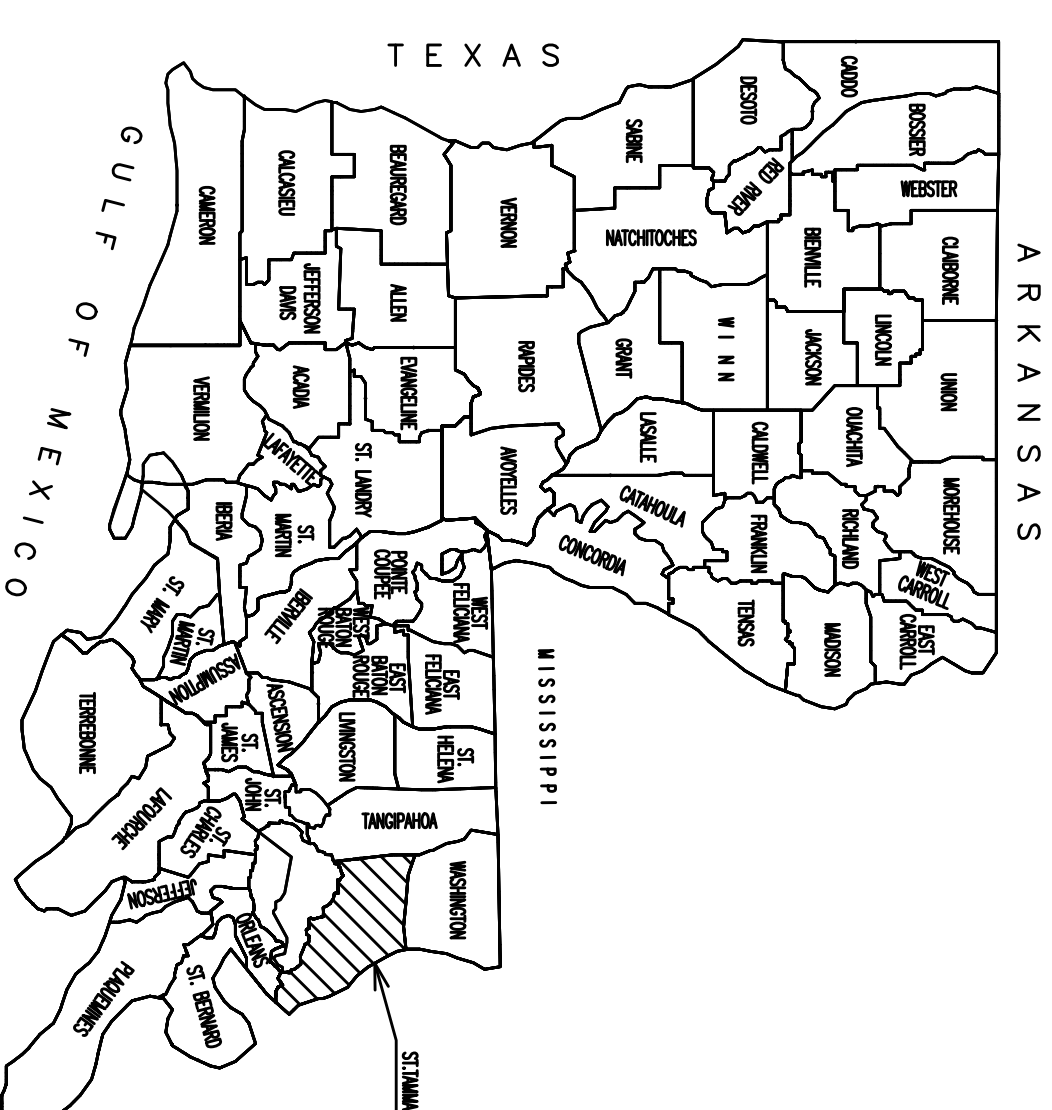 ARKANSAS
TEXAS
MISSISSIPPI
GULF OF MEXICO
CADDO
BOSSIER
WEBSTER
CLAIBORNE
UNION
MOREHOUSE
WEST
CARROLL
EAST
CARROLL
LINCOLN
OUACHITA
RICHLAND
MADISON
BIENVILLE
JACKSON
CALDWELL
FRANKLIN
TENSAS
DESOTO
RED RIVER
WINN
NATCHITOCHES
SABINE
GRANT
LASALLE
CATAHOULA
CONCORDIA
VERNON
RAPIDES
AVOYELLES
BEAUREGARD
ALLEN
EVANGELINE
ST. LANDRY
POINTE
COUPEE
WEST
FELICIANA
EAST
FELICIANA
ST.
HELENA
TANGIPAHOA
WASHINGTON
CALCASIEU
JEFFERSON
DAVIS
ACADIA
LAFAYETTE
ST.
MARTIN
IBERVILLE
WEST
BATON
ROUGE
EAST
BATON
ROUGE
LIVINGSTON
CAMERON
VERMILION
IBERIA
ST. MARY
ST.
MARTIN
ASSUMPTION
ASCENSION
ST.
JAMES
ST.
JOHN
ST.
CHARLES
TERREBONNE
LAFOURCHE
JEFFERSON
ORLEANS
PLAQUEMINES
ST. BERNARD
ST.TAMMA